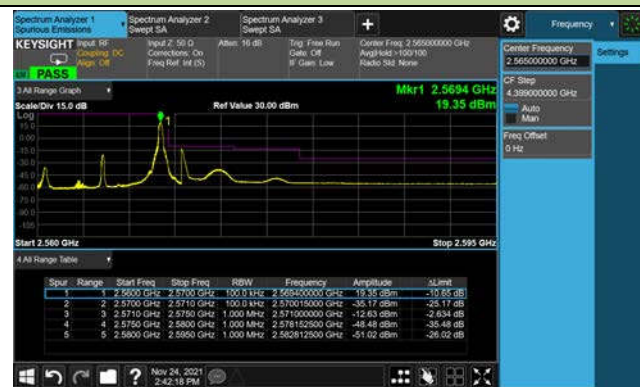 Spectrum Analyzer 1
Spurious Emissions
Spectrum Analyzer 2
Swept SA
Spectrum Analyzer 3
Swept SA
+
Frequency
KEYSIGHT
Input: RF
Coupling: DC
Align: Off
Input Z: 50 Ω
Corrections: On
Freq Ref: Int (S)
Atten: 16 dB
Trig: Free Run
Gate: Off
IF Gain: Low
Center Freq: 2.565000000 GHz
Avg|Hold:>100/100
Radio Std: None
PASS
Center Frequency
2.565000000 GHz
Settings
CF Step
4.399000000 GHz
Auto
Man
Freq Offset
0 Hz
3 All Range Graph
Mkr1 2.5694 GHz
Scale/Div 15.0 dB
Ref Value 30.00 dBm
19.35 dBm
Log
15.0
0.00
-15.0
-30.0
-45.0
-60.0
-75.0
-90.0
-105
1
Start 2.560 GHz
Stop 2.595 GHz
4 All Range Table
Spur Range Start Freq Stop Freq RBW Frequency Amplitude ΔLimit
1 1 2.5600 GHz 2.5700 GHz 100.0 kHz 2.569400000 GHz 19.35 dBm -10.65 dB
2 2 2.5700 GHz 2.5710 GHz 100.0 kHz 2.570015000 GHz -35.17 dBm -25.17 dB
3 3 2.5710 GHz 2.5750 GHz 1.000 MHz 2.571000000 GHz -12.63 dBm -2.634 dB
4 4 2.5750 GHz 2.5800 GHz 1.000 MHz 2.576152500 GHz -48.48 dBm -35.48 dB
5 5 2.5800 GHz 2.5950 GHz 1.000 MHz 2.582812500 GHz -51.02 dBm -26.02 dB
?
Nov 24, 2021
2:42:18 PM